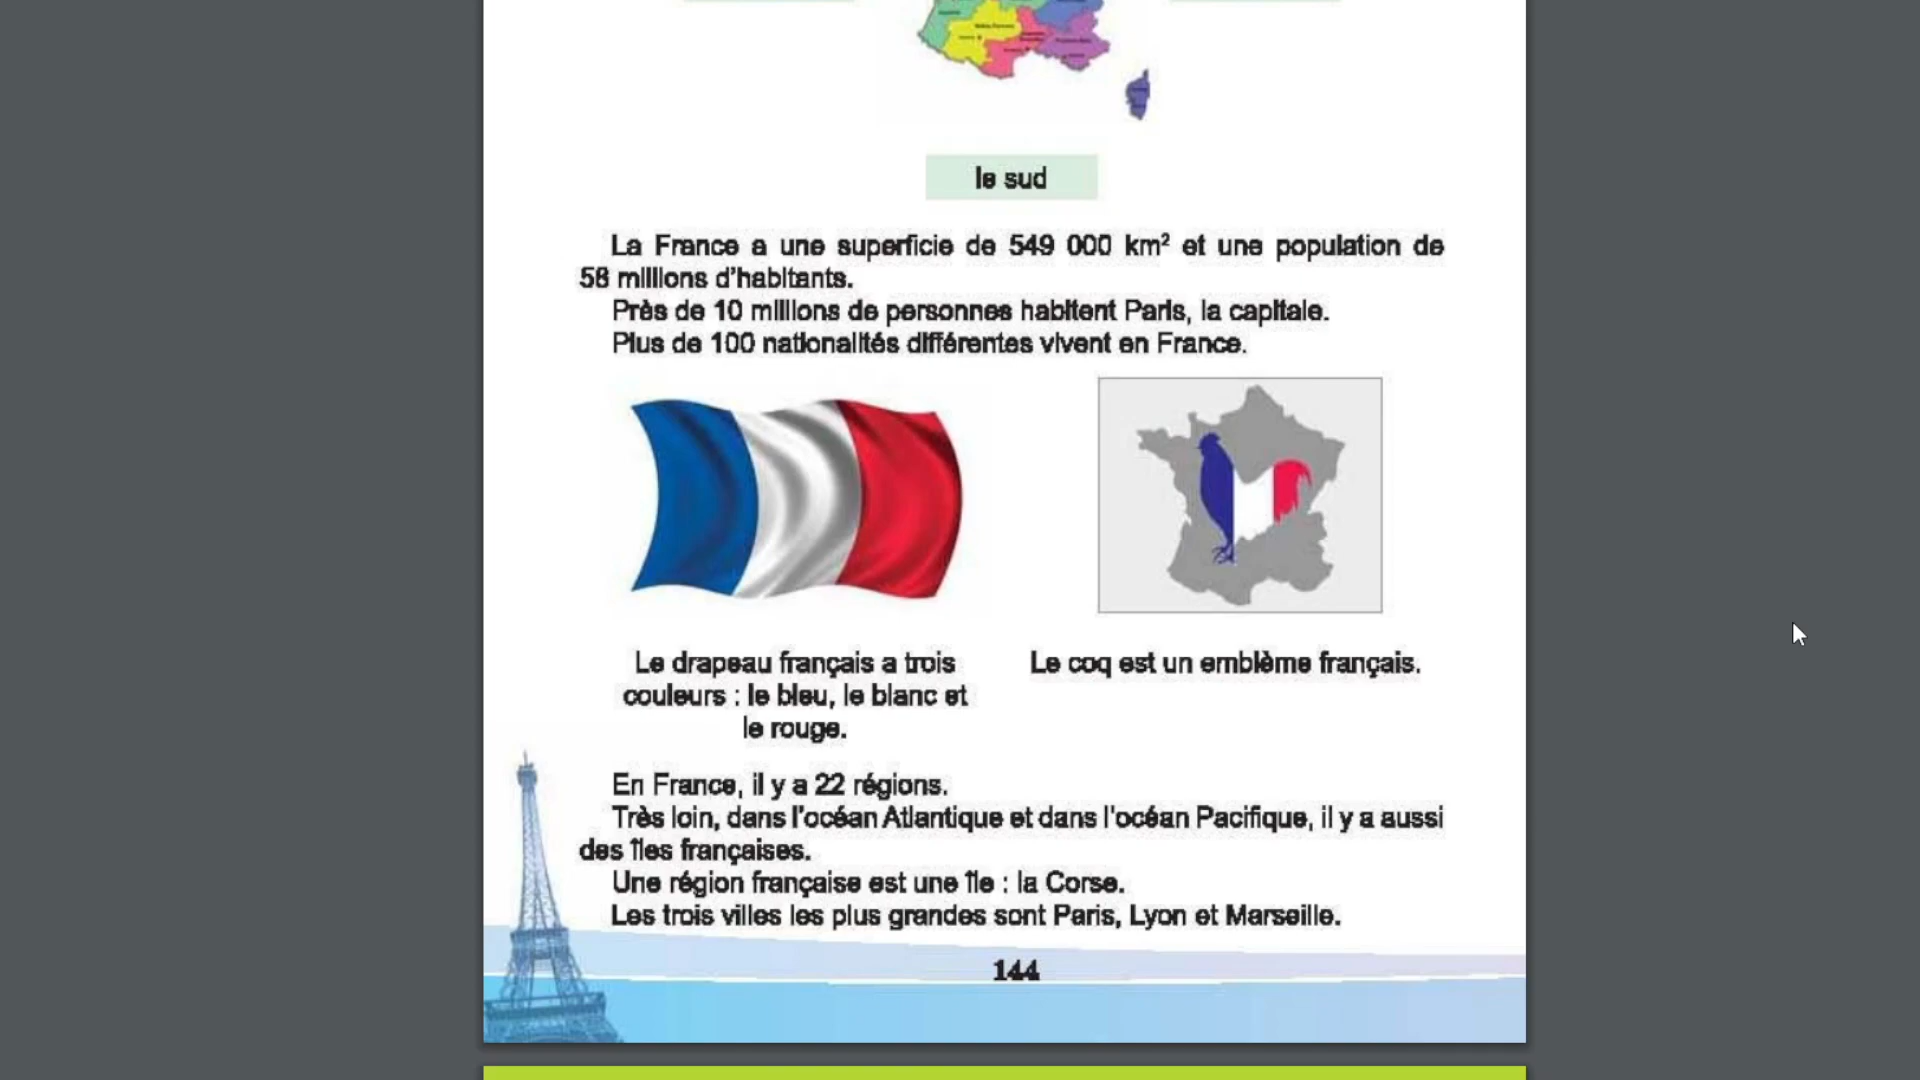 le sud
La France a une superficie de 549 000 km² et une population de
58 millions d'habitants.
Près de 10 millions de personnes habitent Paris, la capitale.
Plus de 100 nationalités différentes vivent en France.
Le drapeau français a trois
couleurs : le bleu, le blanc et
le rouge.
Le coq est un emblème français.
En France, il y a 22 régions.
Très loin, dans l'océan Atlantique et dans l'océan Pacifique, il y a aussi
des îles françaises.
Une région française est une île : la Corse.
Les trois villes les plus grandes sont Paris, Lyon et Marseille.
144